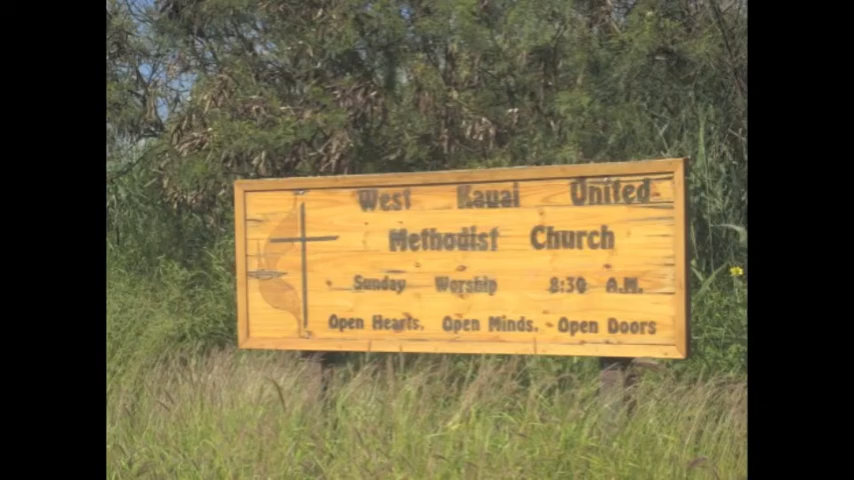 West Kauai United
Methodist Church
Sunday Worship 8:30 A.M.
Open Hearts. Open Minds. Open Doors